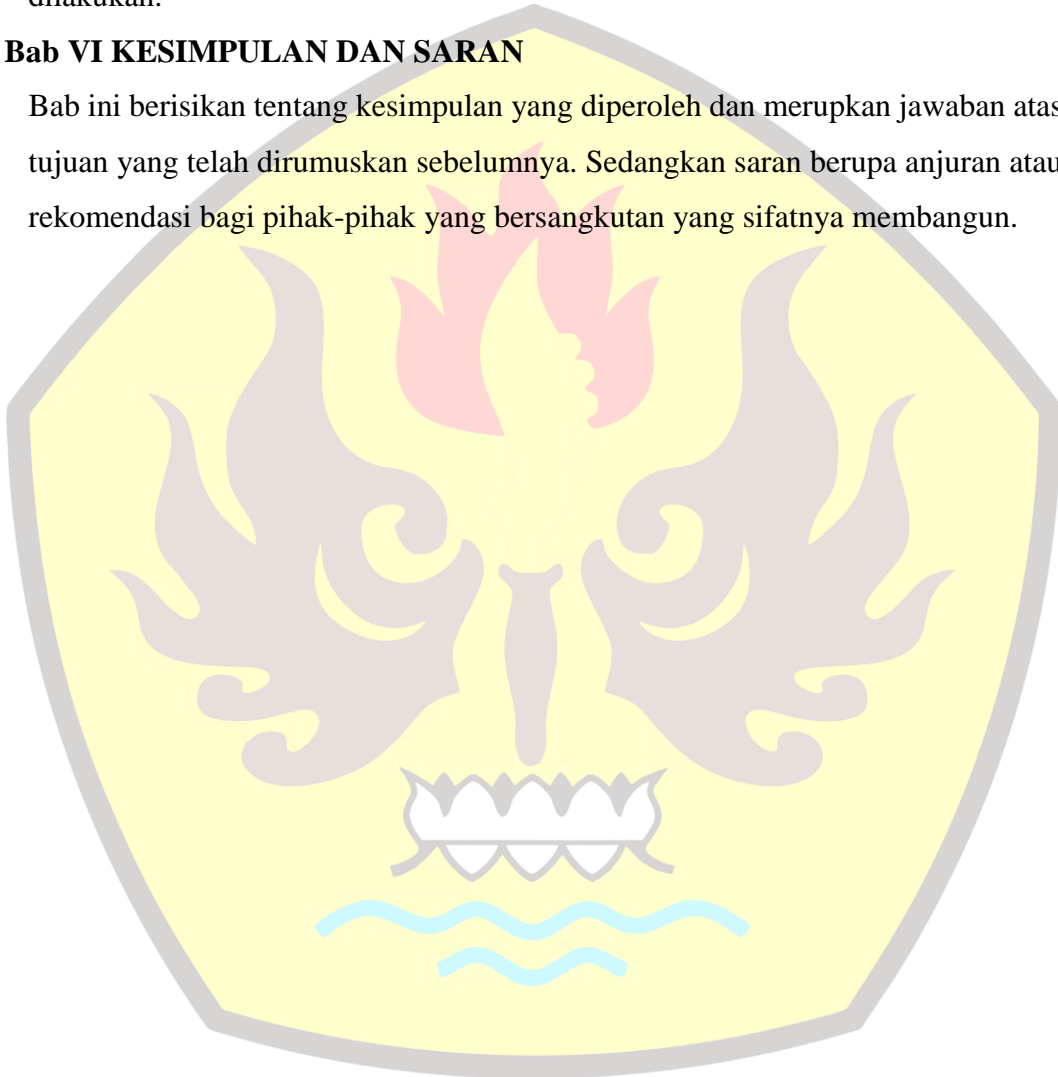 dilakukan.
Bab VI KESIMPULAN DAN SARAN
Bab ini berisikan tentang kesimpulan yang diperoleh dan merupkan jawaban atas
tujuan yang telah dirumuskan sebelumnya. Sedangkan saran berupa anjuran atau
rekomendasi bagi pihak-pihak yang bersangkutan yang sifatnya membangun.